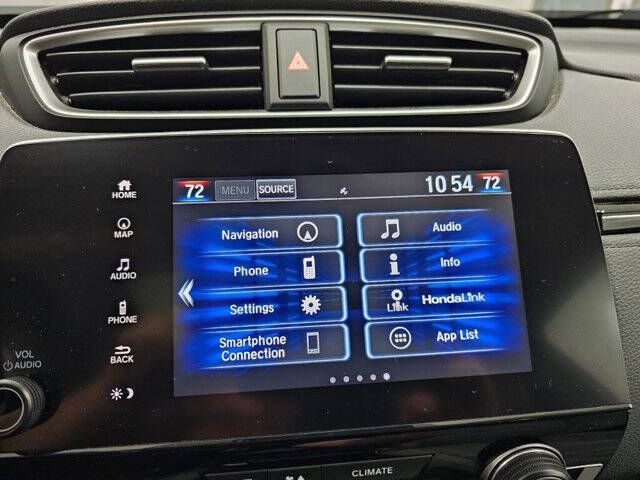 72 MENU SOURCE 10 54 72
HOME
MAP
AUDIO
PHONE
BACK
VOL
AUDIO
Navigation
Audio
Phone
Info
Settings
Link HondaLink
Smartphone
Connection
App List
CLIMATE